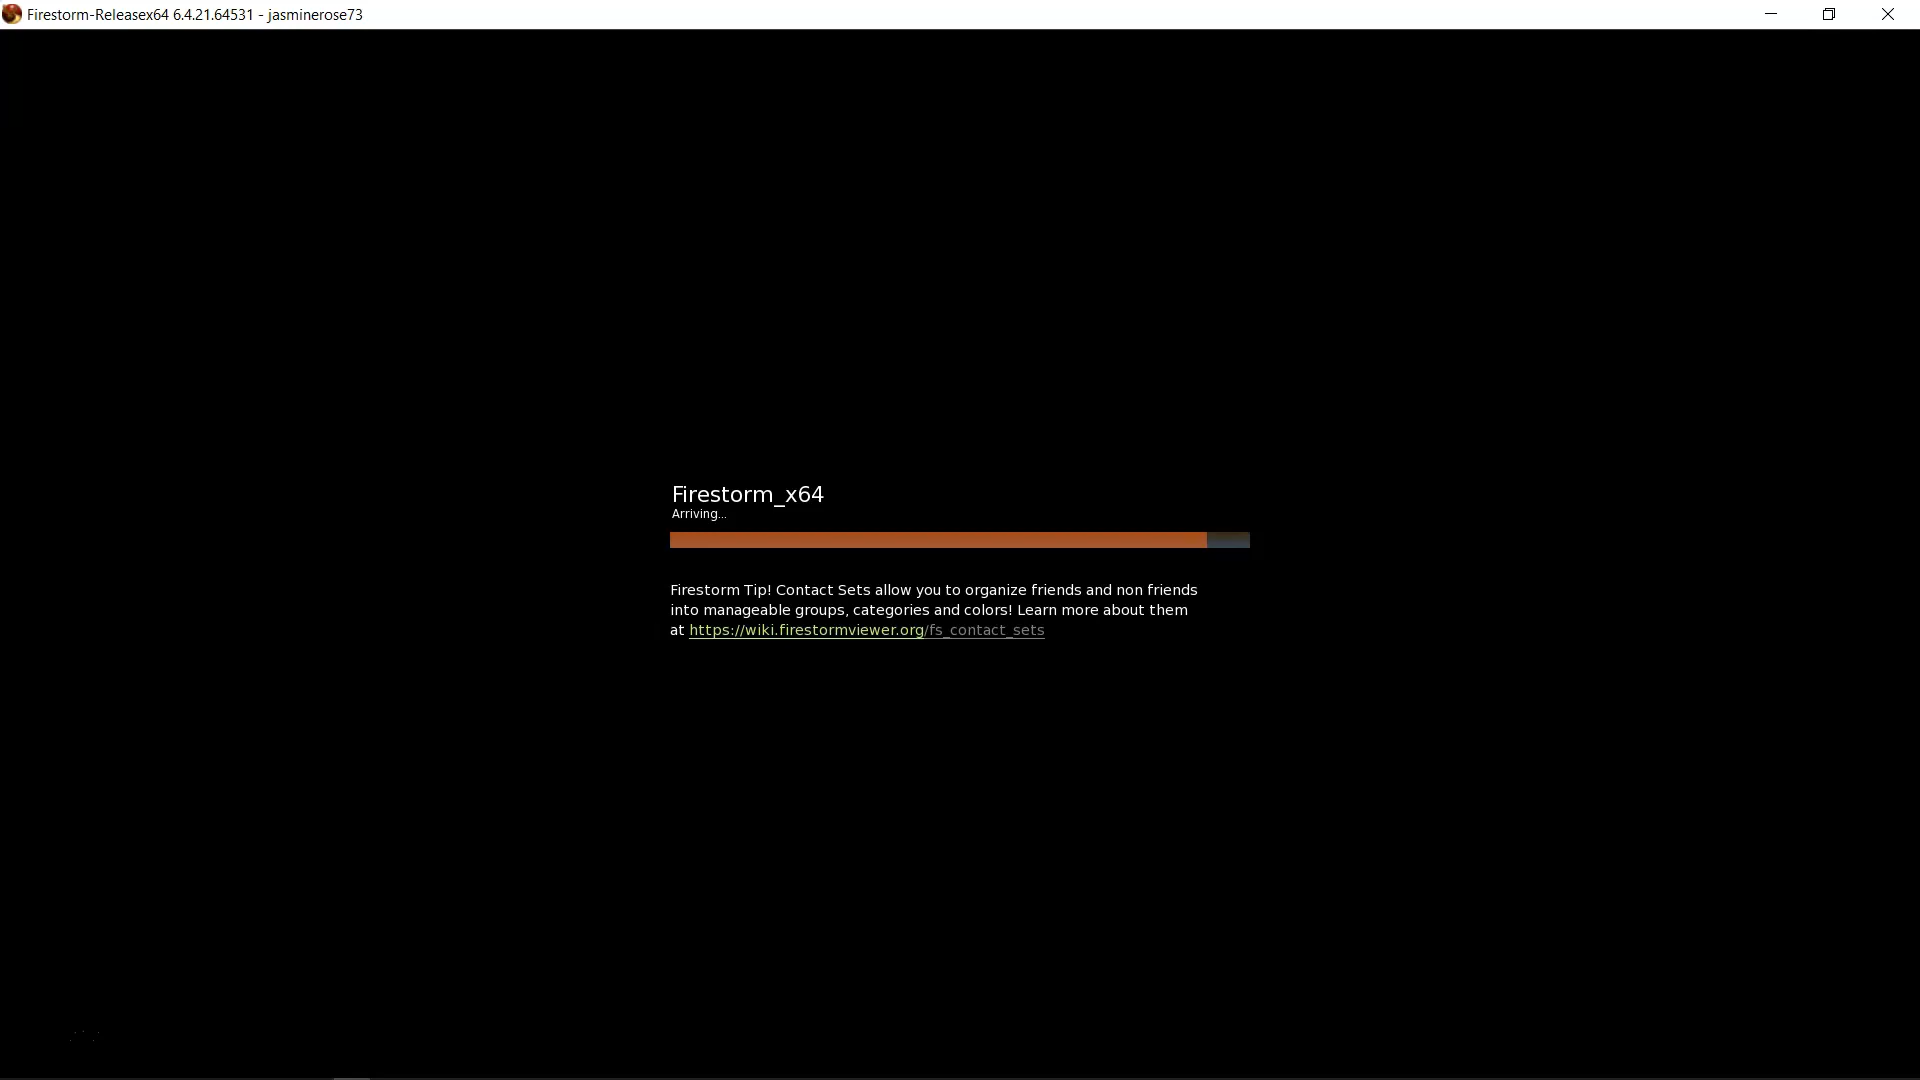 Firestorm-Releasex64 6.4.21.64531 - jasminerose73
Firestorm_x64
Arriving...
Firestorm Tip! Contact Sets allow you to organize friends and non friends
into manageable groups, categories and colors! Learn more about them
at https://wiki.firestormviewer.org/fs_contact_sets